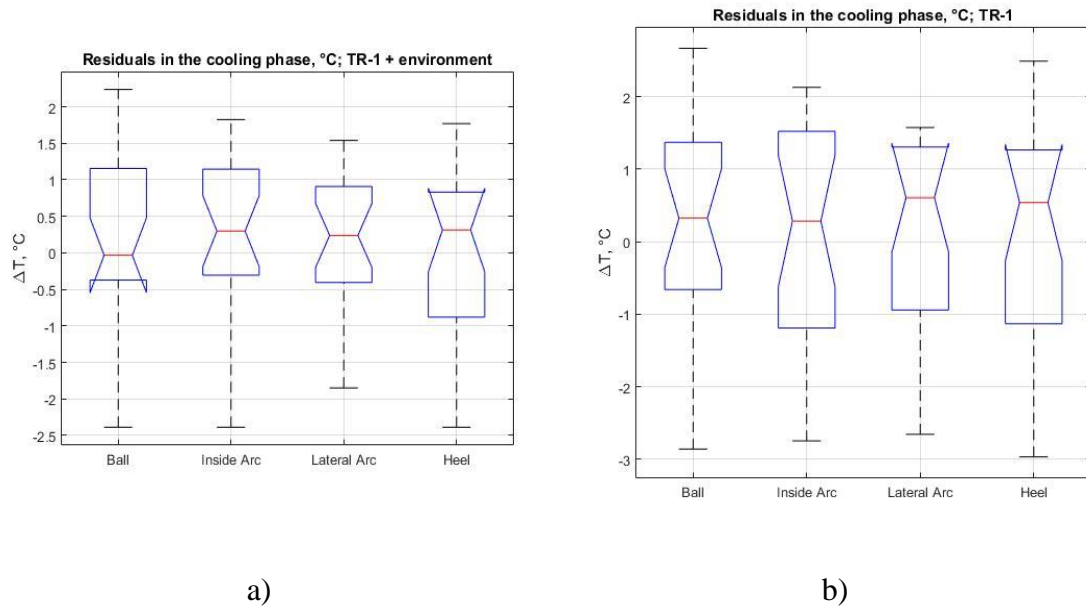 Residuals in the cooling phase, °C; TR-1 + environment
2
1.5
1
0.5
0
-0.5
-1
-1.5
-2
-2.5
ΔT, °C
Ball Inside Arc Lateral Arc Heel
a)
Residuals in the cooling phase, °C; TR-1
2
1
0
-1
-2
-3
ΔT, °C
Ball Inside Arc Lateral Arc Heel
b)